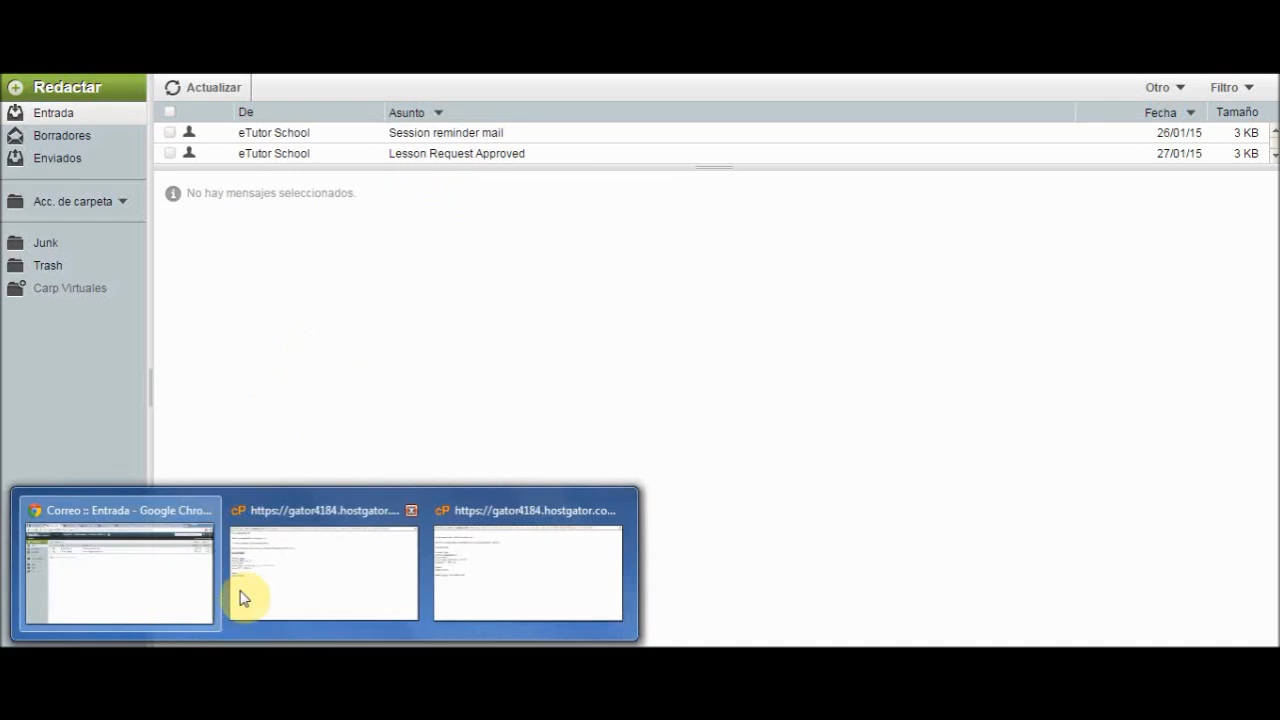 Redactar
Entrada
Borradores
Enviados
Acc. de carpeta
Junk
Trash
Carp Virtuales
Actualizar
Otro Filtro
De Asunto Fecha Tamaño
eTutor School Session reminder mail 26/01/15 3 KB
eTutor School Lesson Request Approved 27/01/15 3 KB
No hay mensajes seleccionados.
Correo :: Entrada - Google Chro...
cP https://gator4184.hostgator....
cP https://gator4184.hostgator.co...